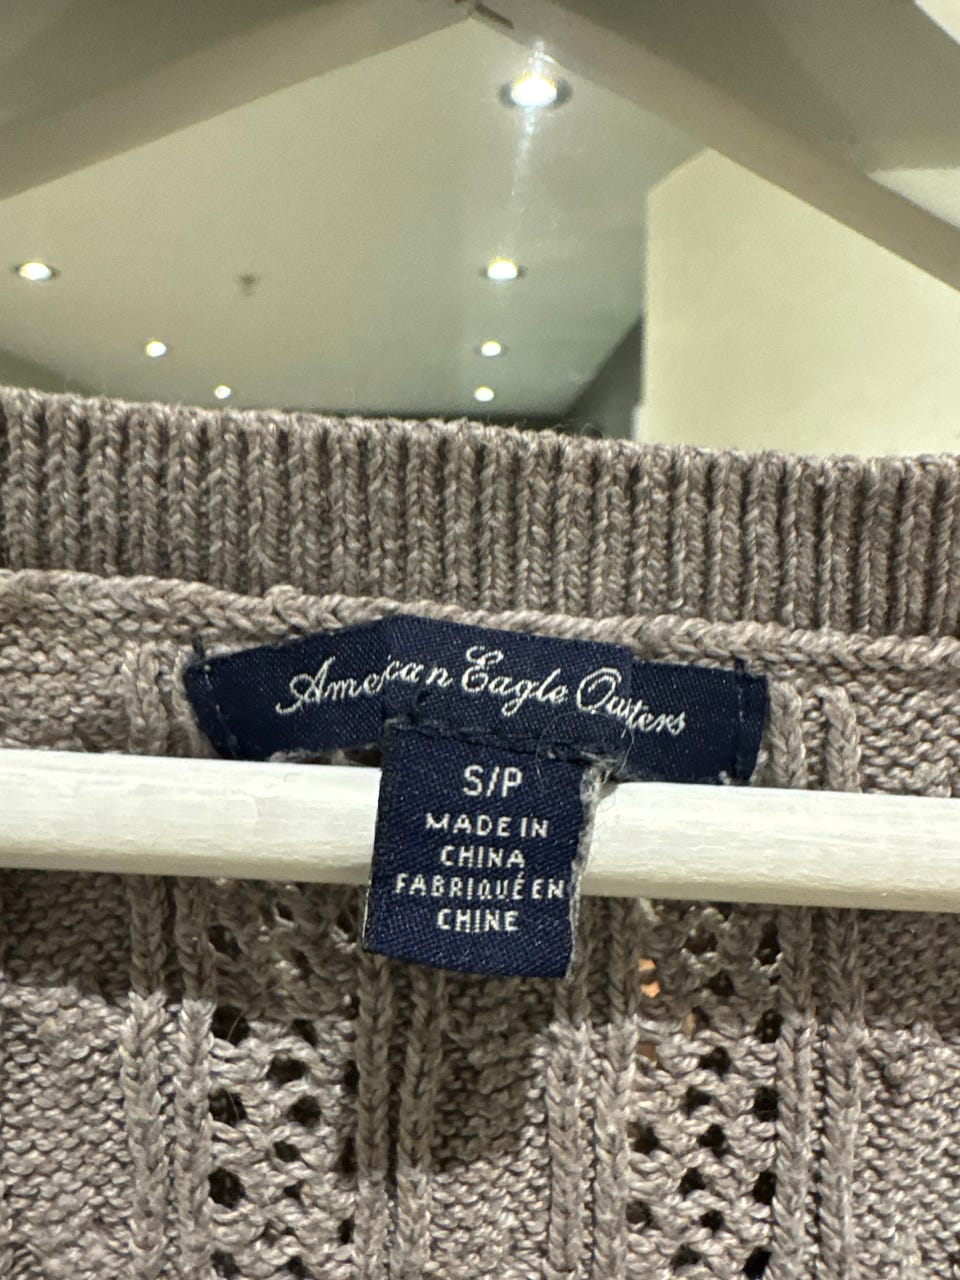 American Eagle Outfitters
S/P
MADE IN
CHINA
FABRIQUÉ EN
CHINE